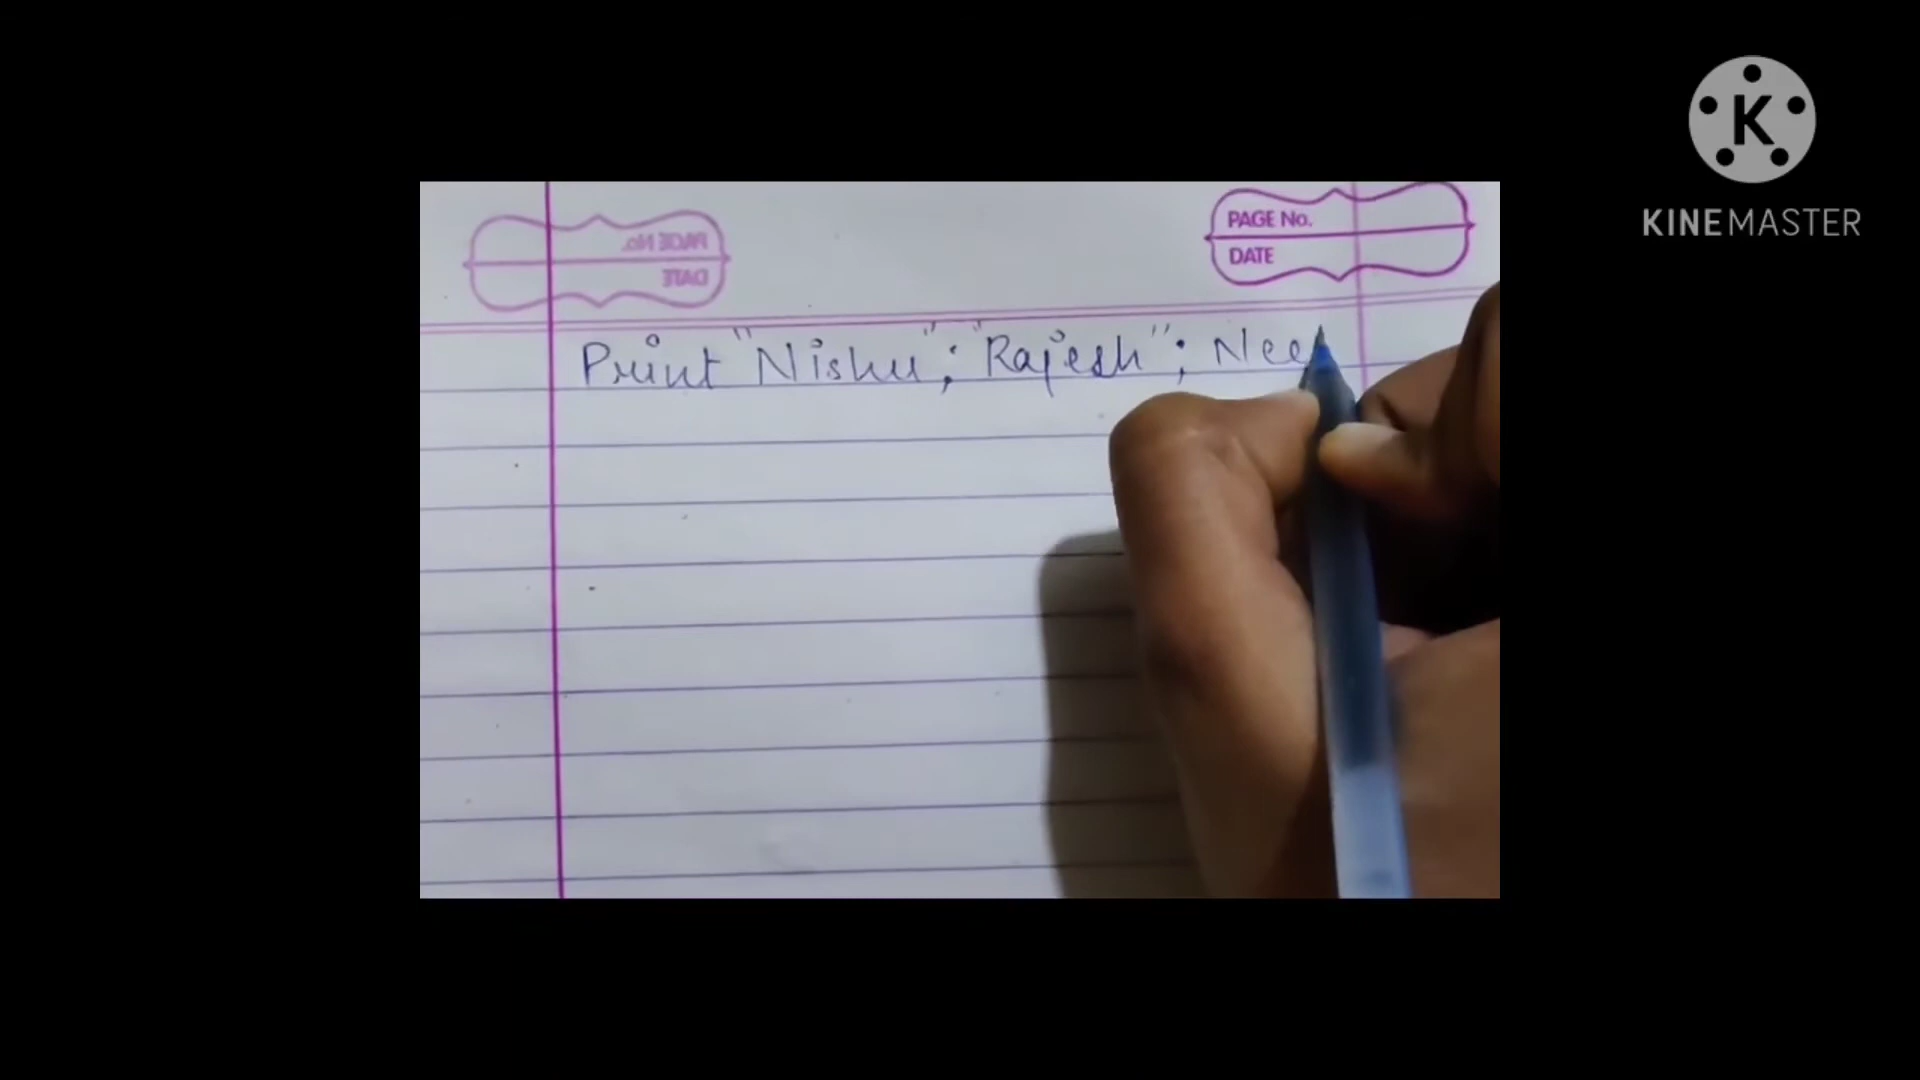 K
KINEMASTER
PAGE No.
DATE
PAGE No.
DATE
Print "Nishu"; "Rajesh"; Nee